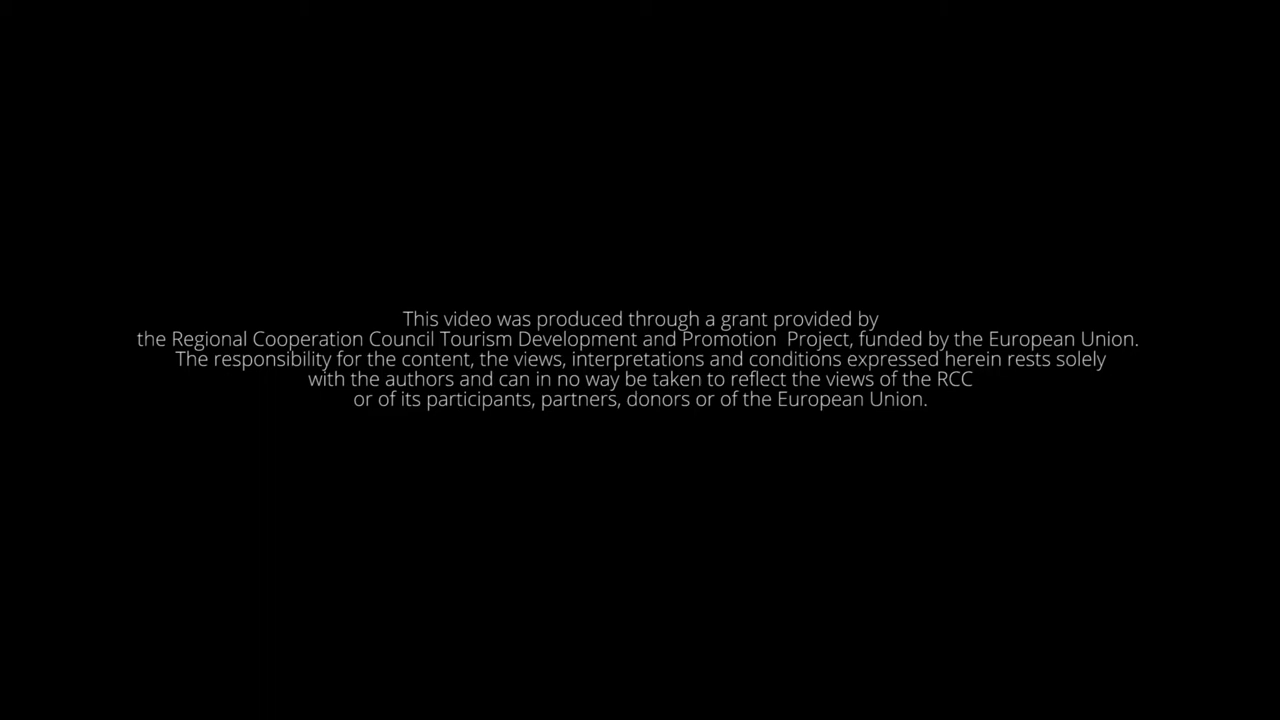 This video was produced through a grant provided by
the Regional Cooperation Council Tourism Development and Promotion  Project, funded by the European Union.
The responsibility for the content, the views, interpretations and conditions expressed herein rests solely
with the authors and can in no way be taken to reflect the views of the RCC
or of its participants, partners, donors or of the European Union.